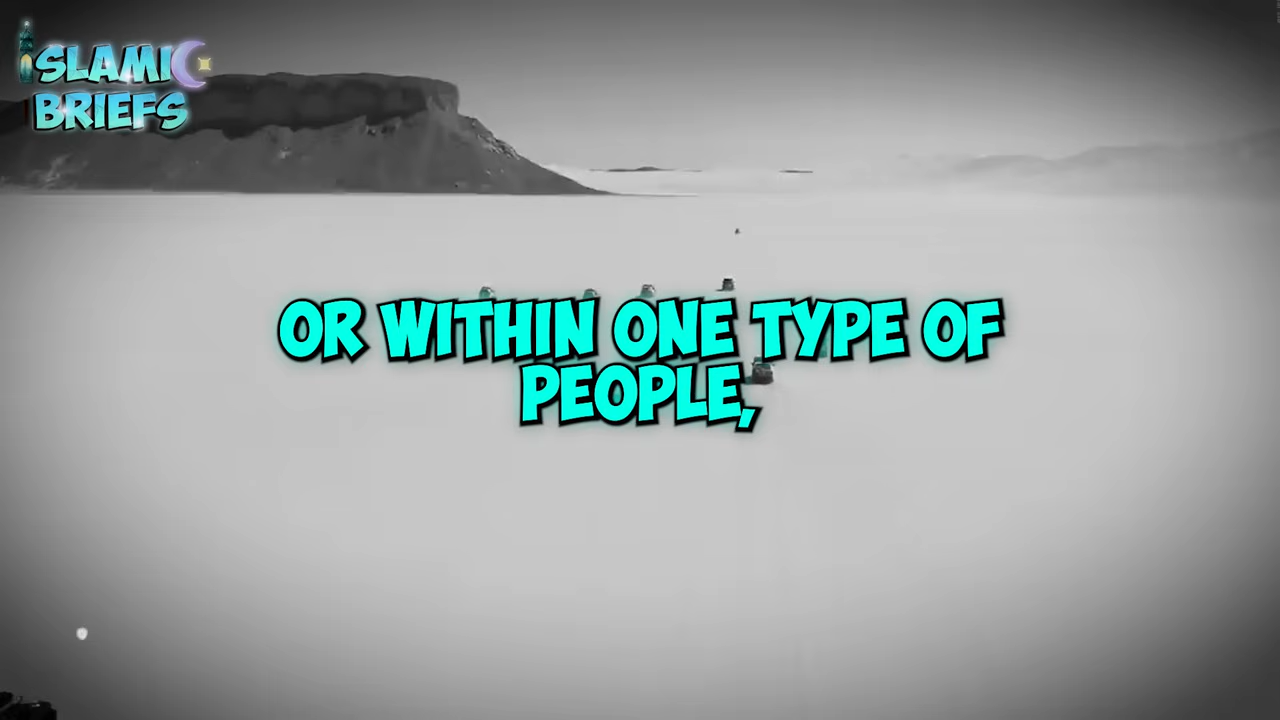 ISLAMIC
BRIEFS
OR WITHIN ONE TYPE OF
PEOPLE,